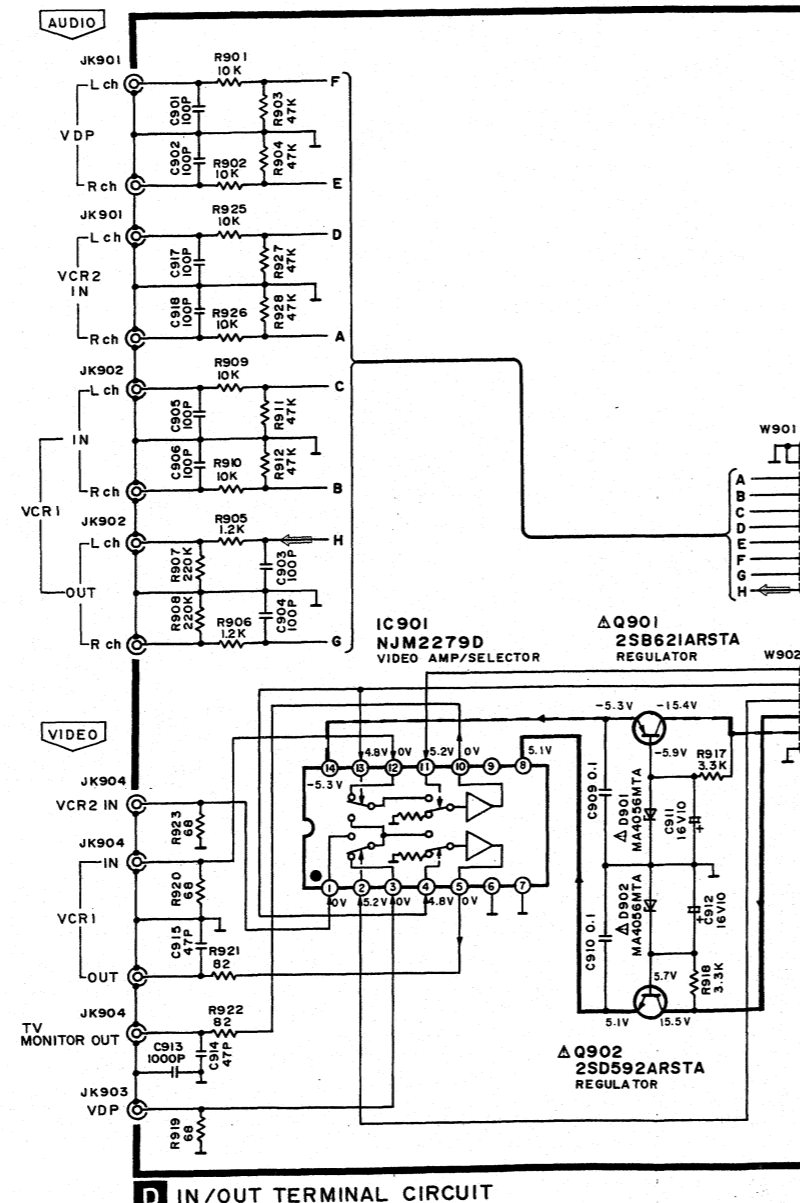 AUDIO
JK901
L ch
R901
10K
F
C901
100P
R903
47K
VDP
C902
100P
R902
10K
R904
47K
R ch
E
JK901
L ch
R925
10K
D
C917
100P
R927
47K
VCR2
IN
C918
100P
R926
10K
R928
47K
R ch
A
JK902
L ch
R909
10K
C
C905
100P
R911
47K
IN
C906
100P
R910
10K
R912
47K
R ch
B
VCR1
JK902
L ch
R905
1.2K
H
R907
220K
C903
100P
OUT
R908
220K
R906
1.2K
C904
100P
R ch
G
W901
A
B
C
D
E
F
G
H
IC901
NJM2279D
VIDEO AMP/SELECTOR
Q901
2SB621ARSTA
REGULATOR
W902
VIDEO
-5.3V
-15.4V
-5.9V
R917
3.3K
4.8V
0V
5.2V
0V
5.1V
14
13
12
11
10
9
8
-5.3V
JK904
VCR2 IN
R923
68
JK904
IN
R920
68
VCR1
C915
47P
R921
82
OUT
1
2
3
4
5
6
7
0V
5.2V
0V
4.8V
0V
C909 0.1
D901
MA4056MTA
C911
16V10
C910 0.1
D902
MA4056MTA
C912
16V10
5.7V
R918
3.3K
5.1V
15.5V
JK904
TV
MONITOR OUT
R922
82
C913
1000P
C914
47P
Q902
2SD592ARSTA
REGULATOR
JK903
VDP
R919
68
D IN/OUT TERMINAL CIRCUIT